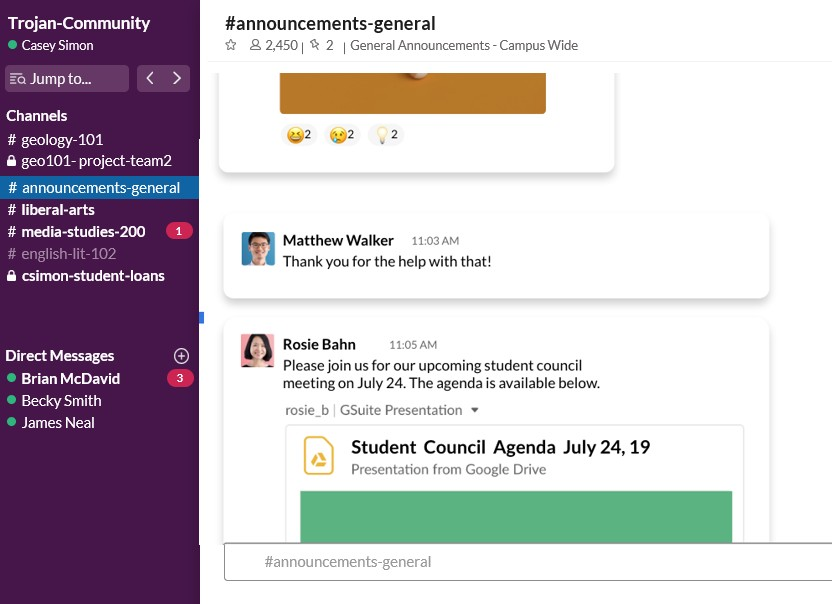 Trojan-Community
Casey Simon
Jump to...
Channels
# geology-101
geo101- project-team2
# announcements-general
# liberal-arts
# media-studies-200 1
# english-lit-102
csimon-student-loans
Direct Messages
Brian McDavid 3
Becky Smith
James Neal
#announcements-general
2,450 | 2 | General Announcements - Campus Wide
2 2 2
Matthew Walker 11:03 AM
Thank you for the help with that!
Rosie Bahn 11:05 AM
Please join us for our upcoming student council
meeting on July 24. The agenda is available below.
rosie_b | GSuite Presentation
Student Council Agenda July 24, 19
Presentation from Google Drive
#announcements-general